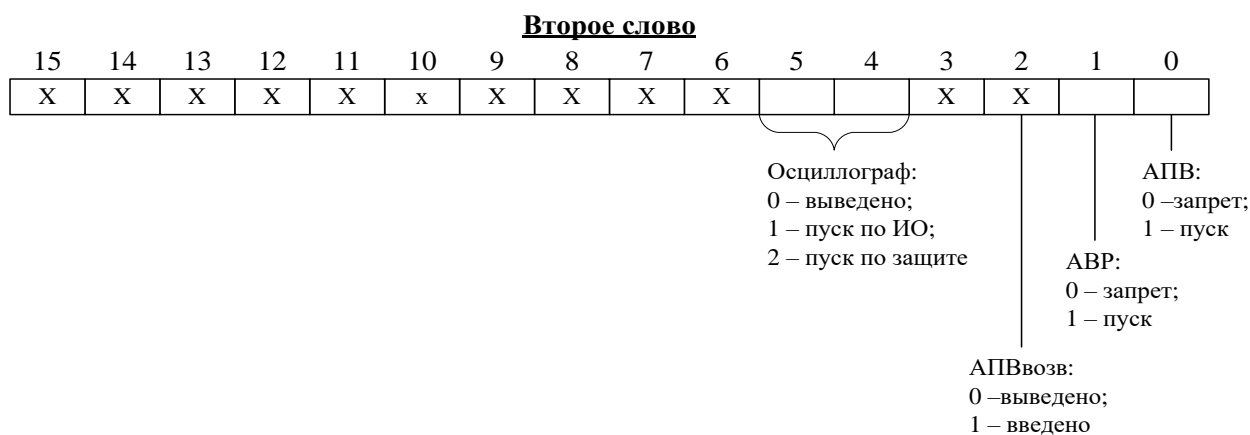 Второе слово
15 14 13 12 11 10 9 8 7 6 5 4 3 2 1 0
X X X X X x X X X X X X
Осциллограф:
0 – выведено;
1 – пуск по ИО;
2 – пуск по защите
АПВ:
0 –запрет;
1 – пуск
АВР:
0 – запрет;
1 – пуск
АПВвозв:
0 –выведено;
1 – введено